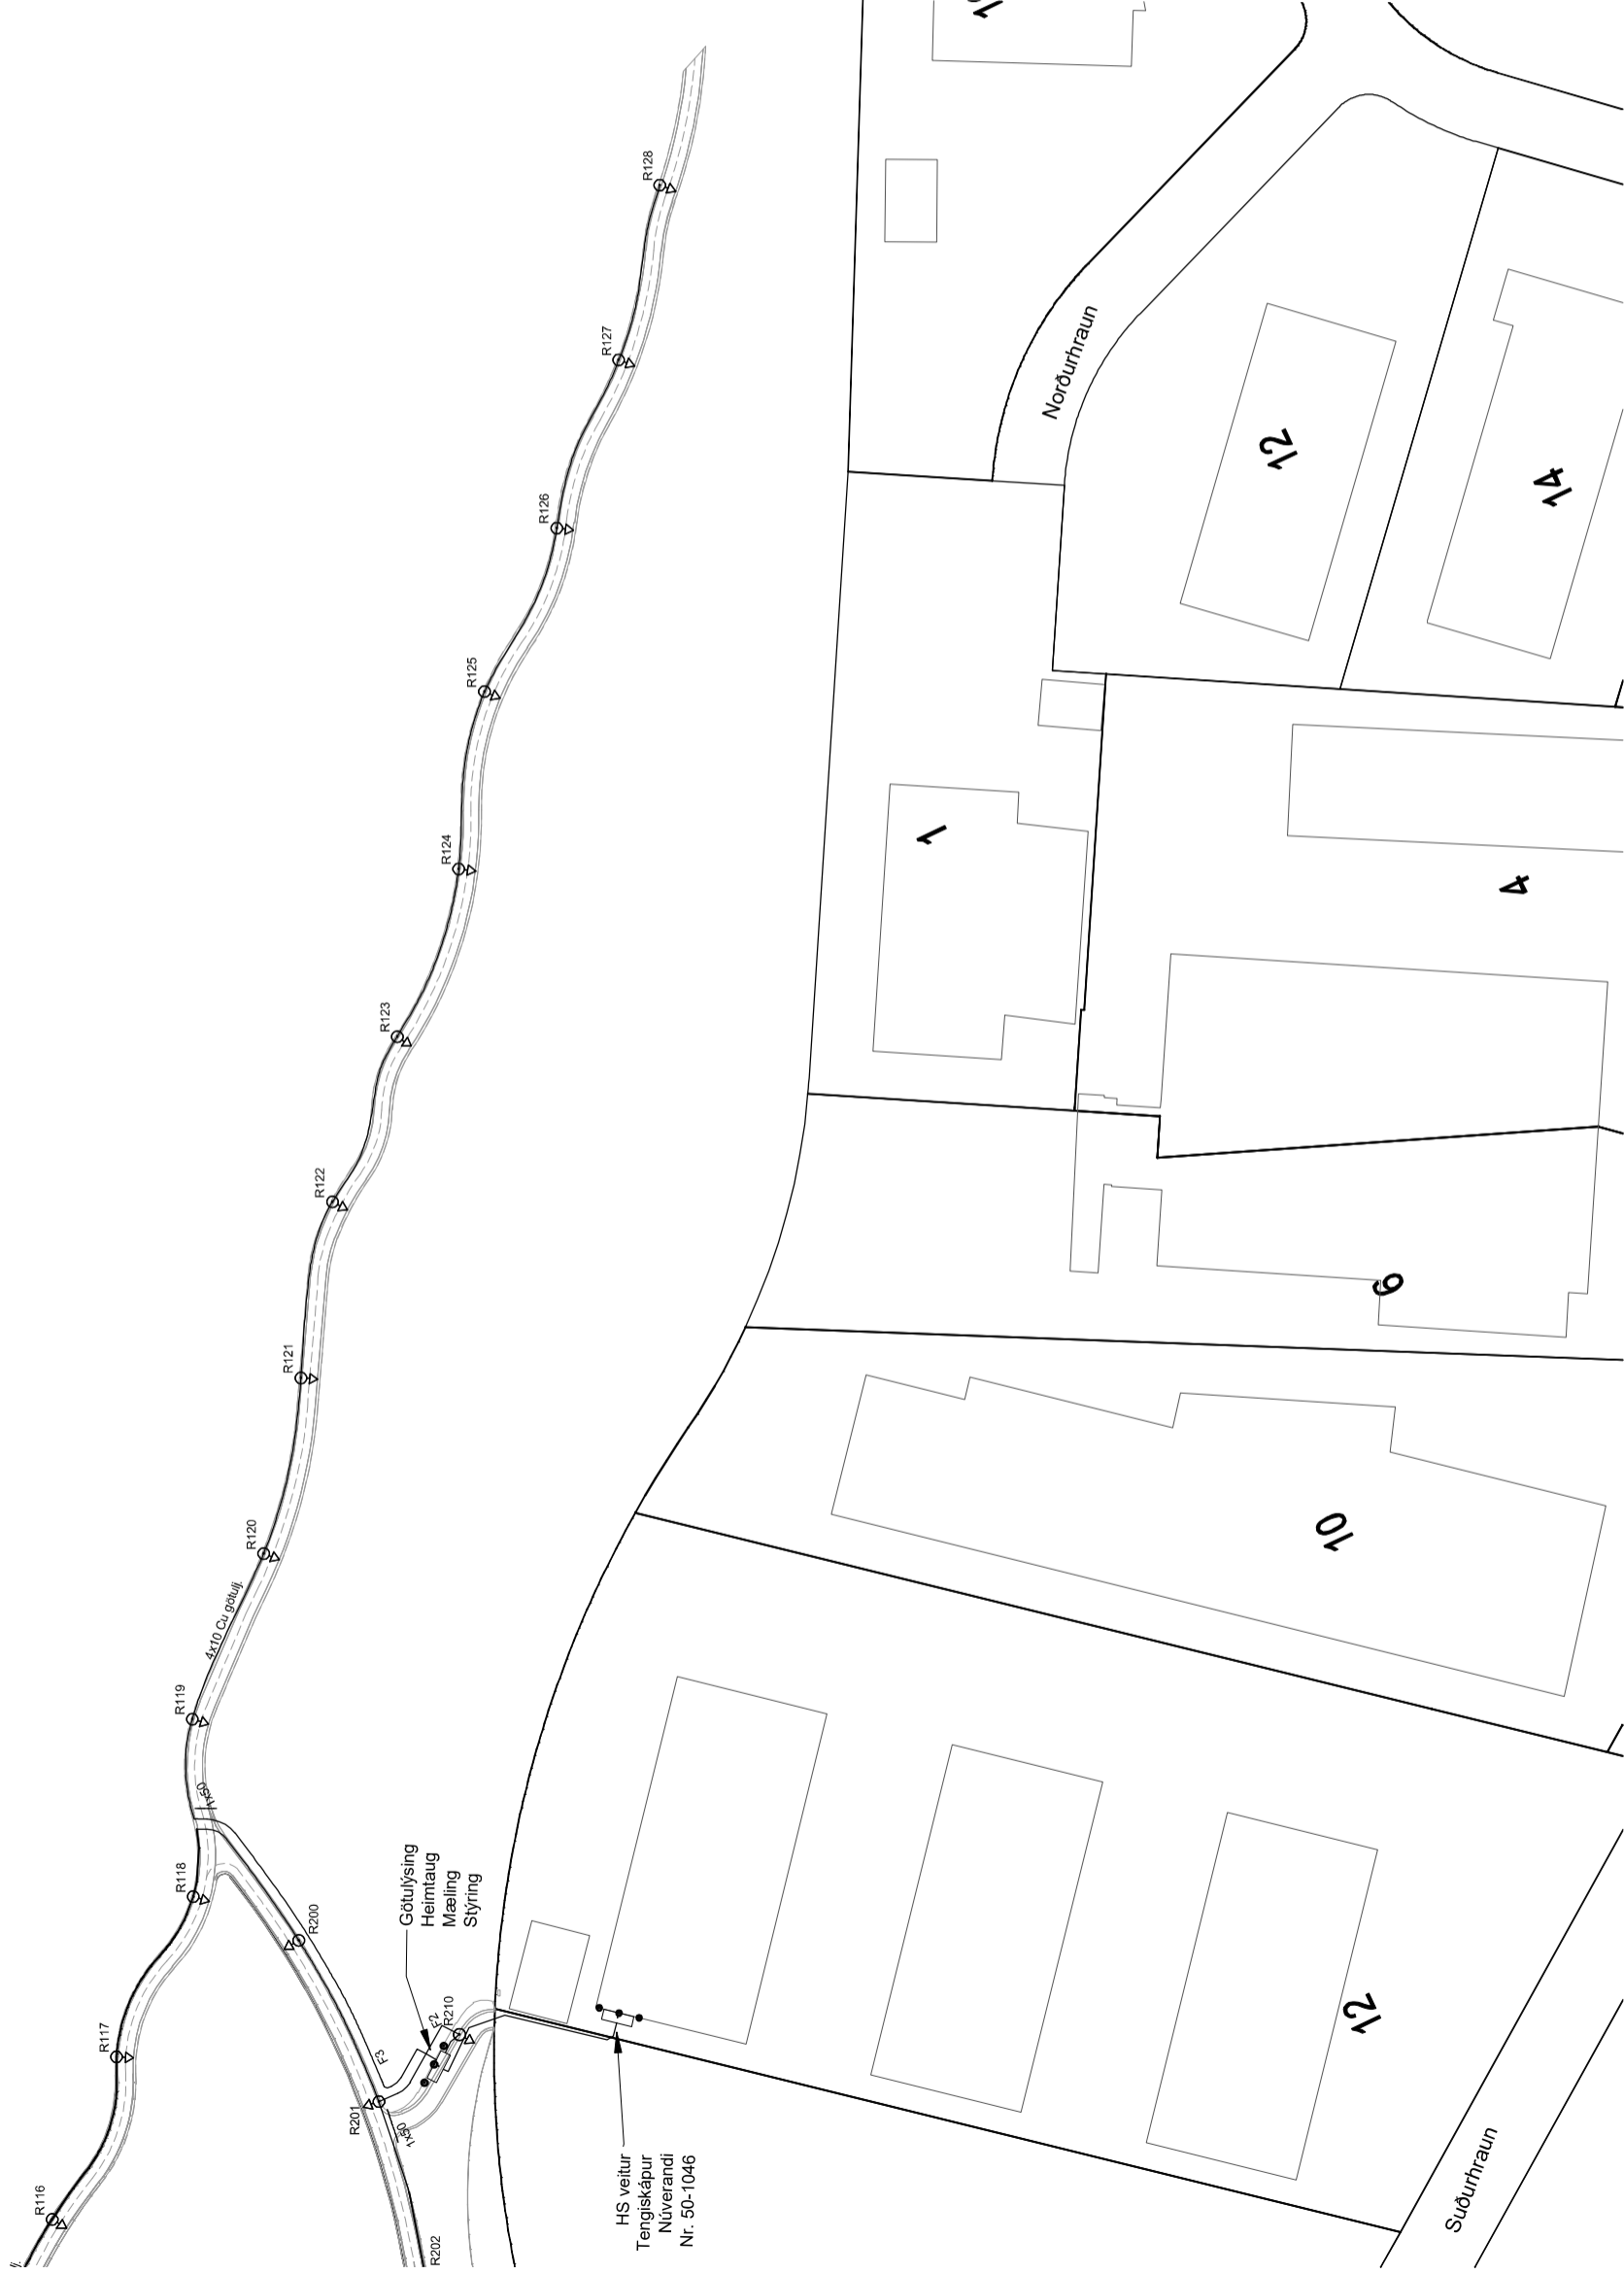 R128
R127
R126
R125
R124
R123
R122
R121
R120
4x10 Cu götulj.
R119
1x50
R118
R200
Götulýsing
Heimtaug
Mæling
Stýring
F2
R210
F3
R117
R201
1x50
R116
R202
HS veitur
Tengiskápur
Núverandi
Nr. 50-1046
Norðurhraun
12
14
1
4
6
10
12
Suðurhraun